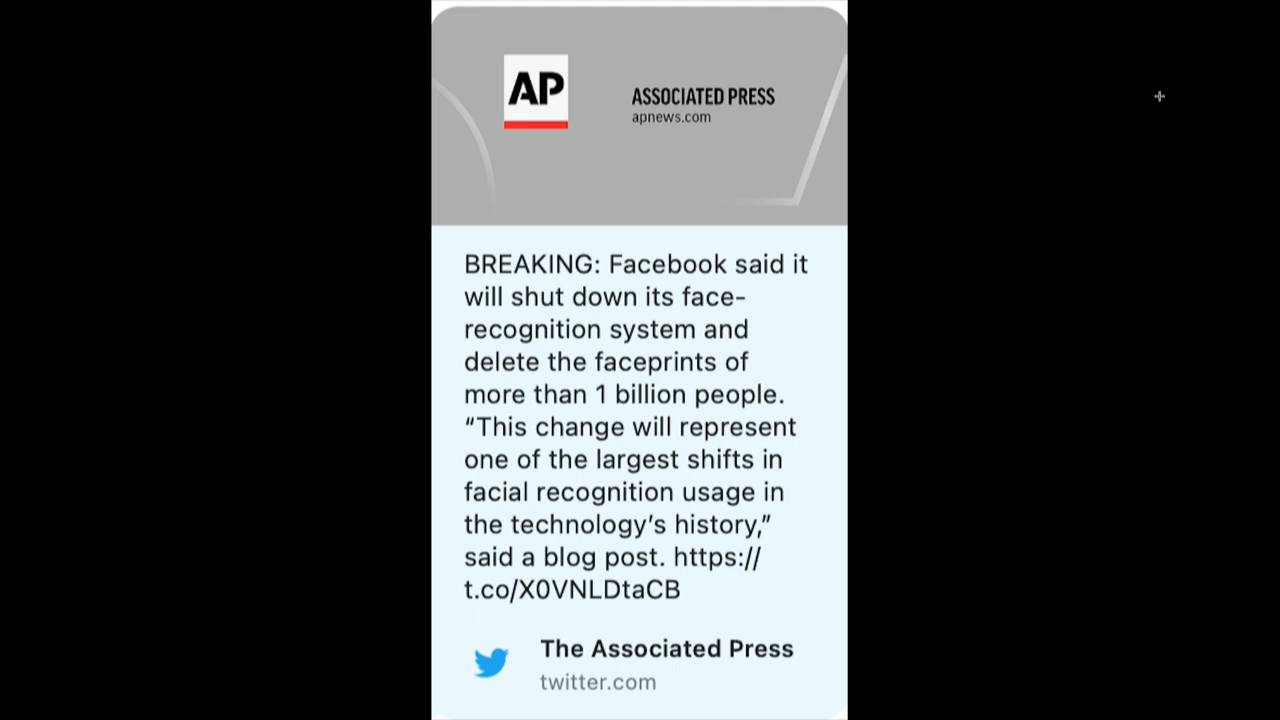 AP
ASSOCIATED PRESS
apnews.com
BREAKING: Facebook said it
will shut down its face-
recognition system and
delete the faceprints of
more than 1 billion people.
“This change will represent
one of the largest shifts in
facial recognition usage in
the technology’s history,”
said a blog post. https://
t.co/X0VNLDtaCB
The Associated Press
twitter.com